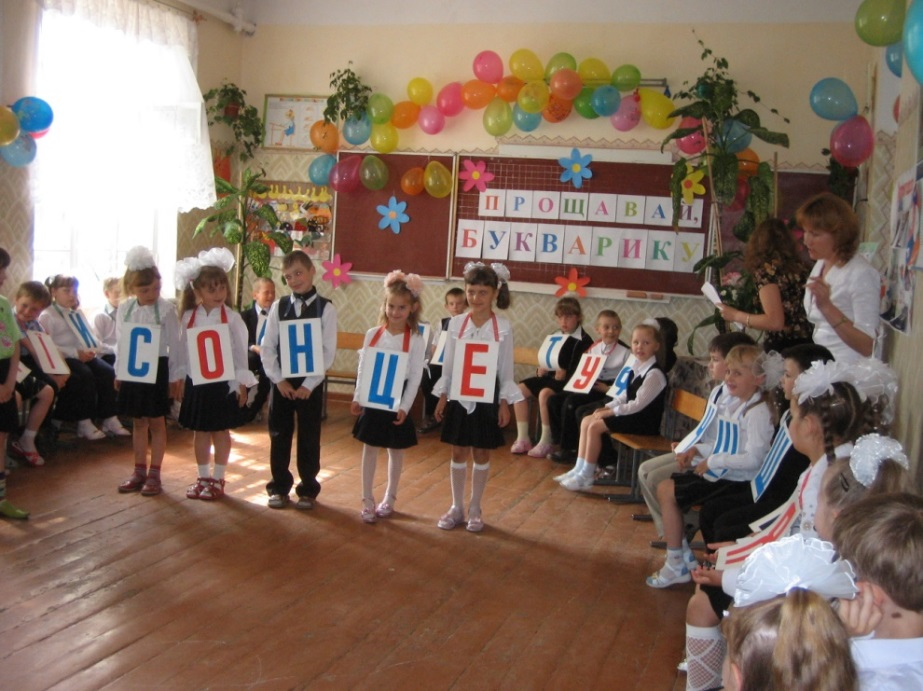 ПРОЩАВАЙ,
БУКВАРИКУ
І
С О Н Ц Е
Т
У